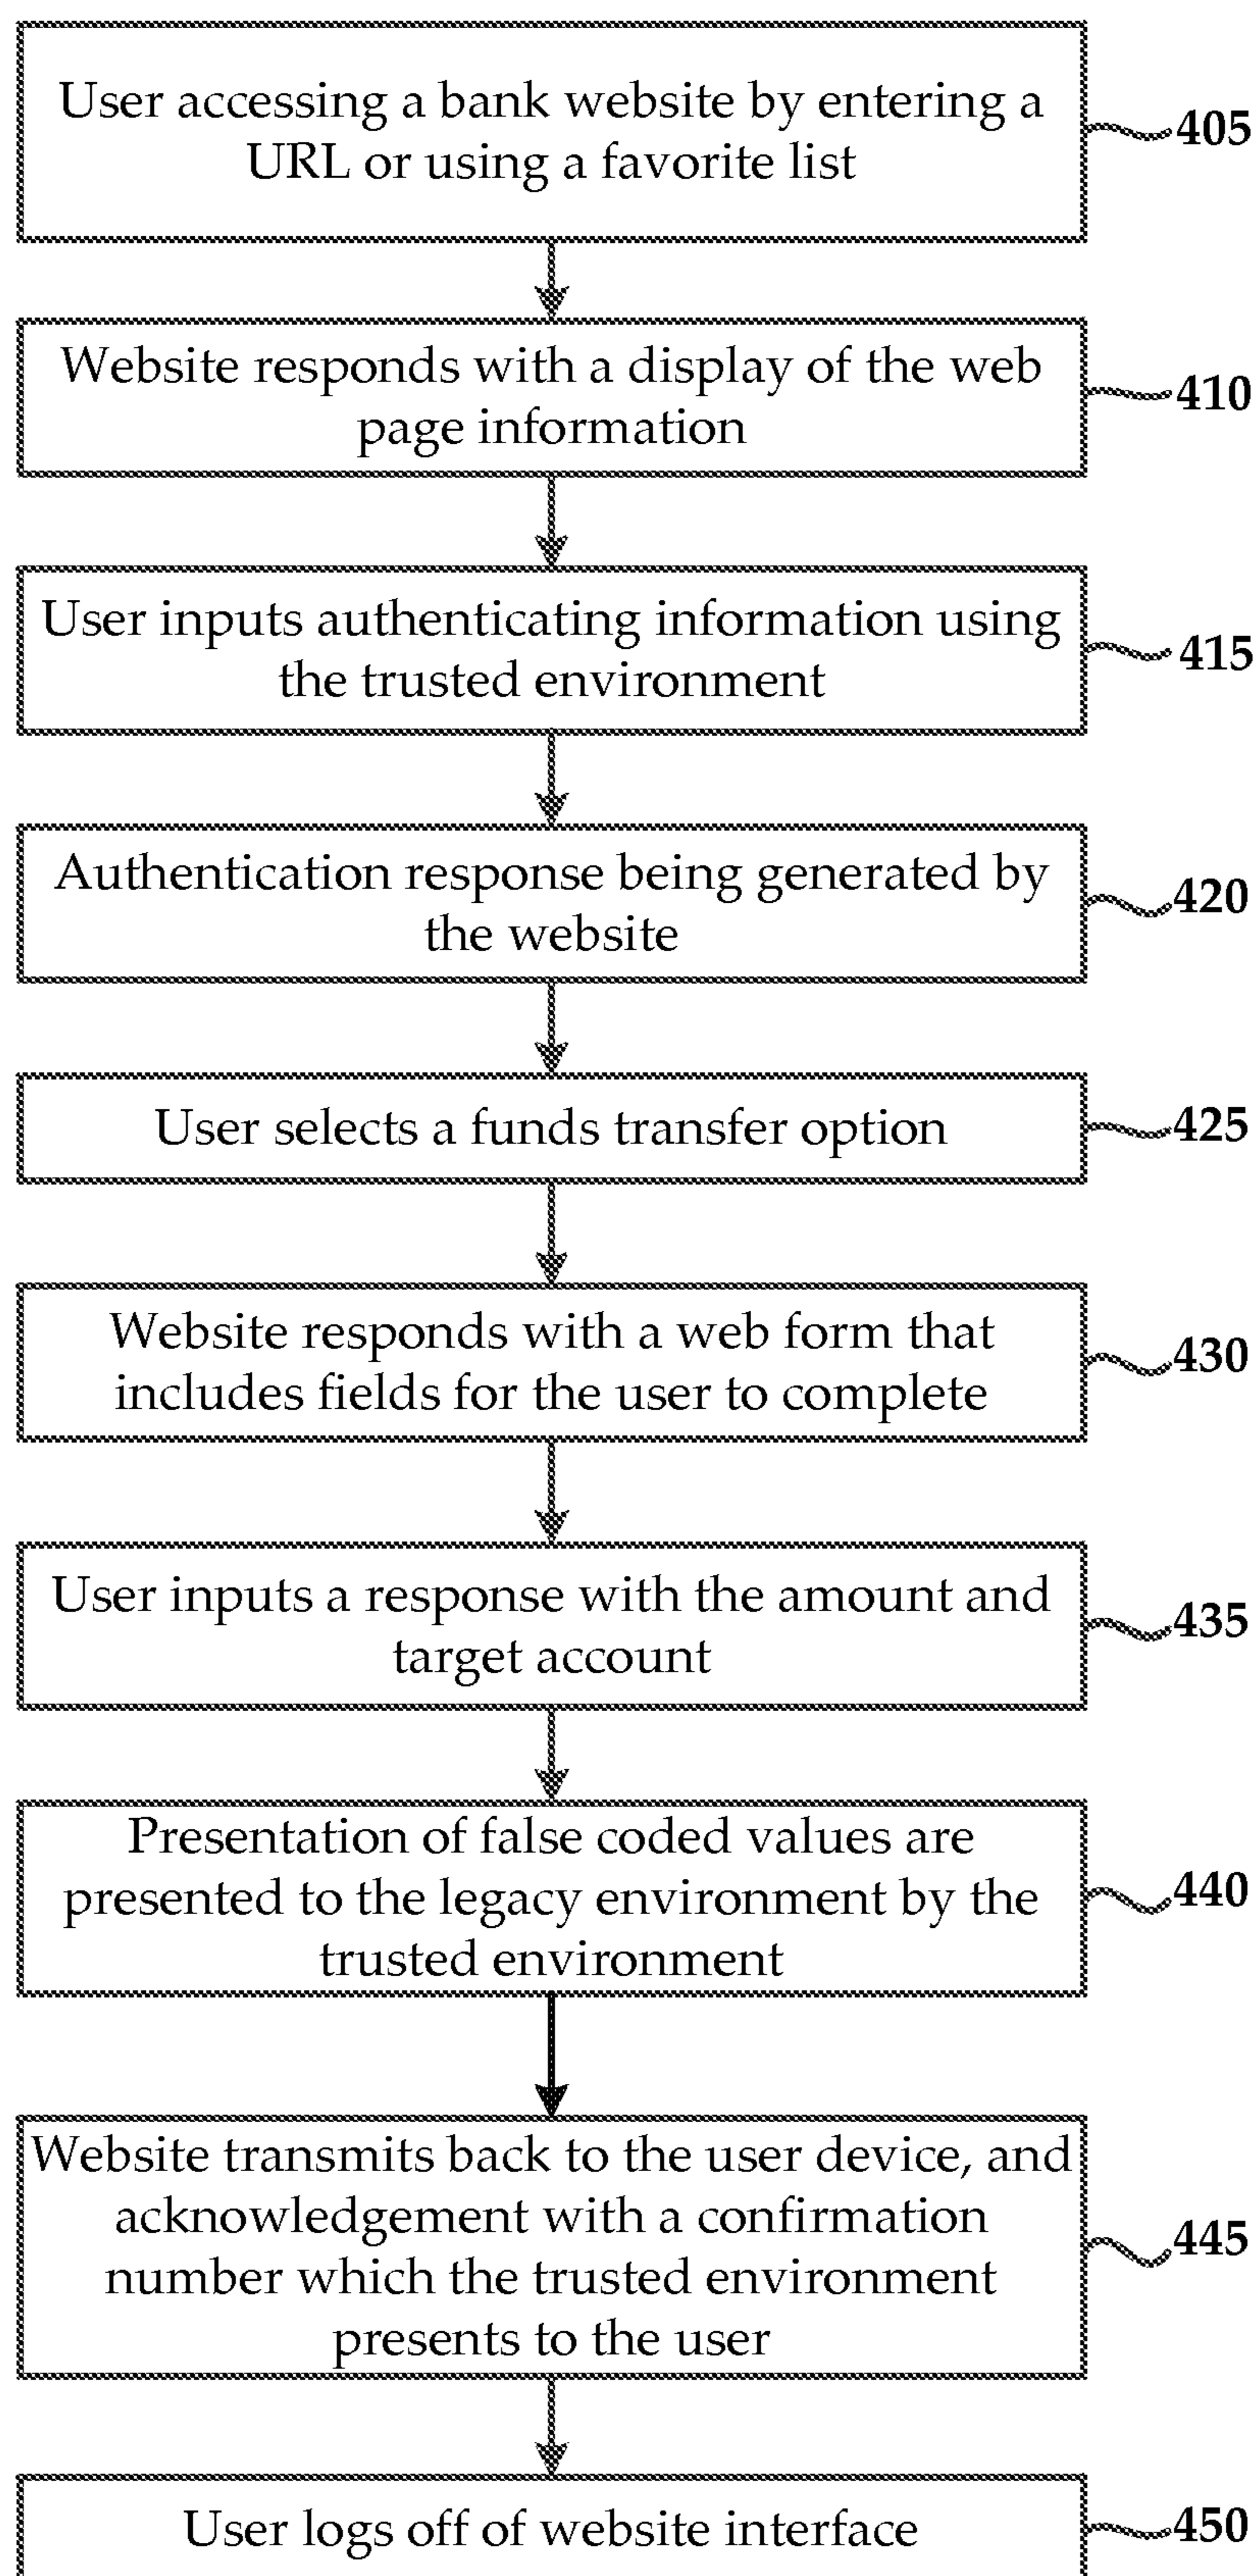 User accessing a bank website by entering a
URL or using a favorite list
405
Website responds with a display of the web
page information
410
User inputs authenticating information using
the trusted environment
415
Authentication response being generated by
the website
420
User selects a funds transfer option
425
Website responds with a web form that
includes fields for the user to complete
430
User inputs a response with the amount and
target account
435
Presentation of false coded values are
presented to the legacy environment by the
trusted environment
440
Website transmits back to the user device, and
acknowledgement with a confirmation
number which the trusted environment
presents to the user
445
User logs off of website interface
450